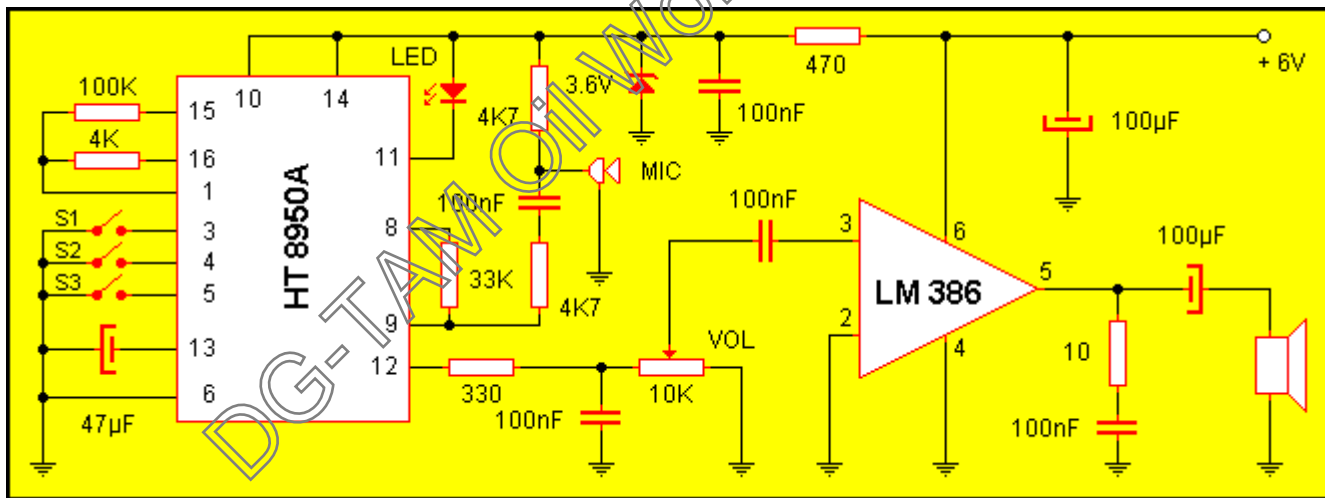 LED
470
+ 6V
100K
10
14
3.6V
100nF
15
4K7
100µF
4K
16
11
MIC
1
100nF
100nF
S1
3
8
3
6
100µF
S2
4
HT 8950A
33K
LM 386
5
S3
5
4K7
9
2
VOL
13
12
4
10
6
330
10K
47µF
100nF
100nF
DG-TAM Oil Wo